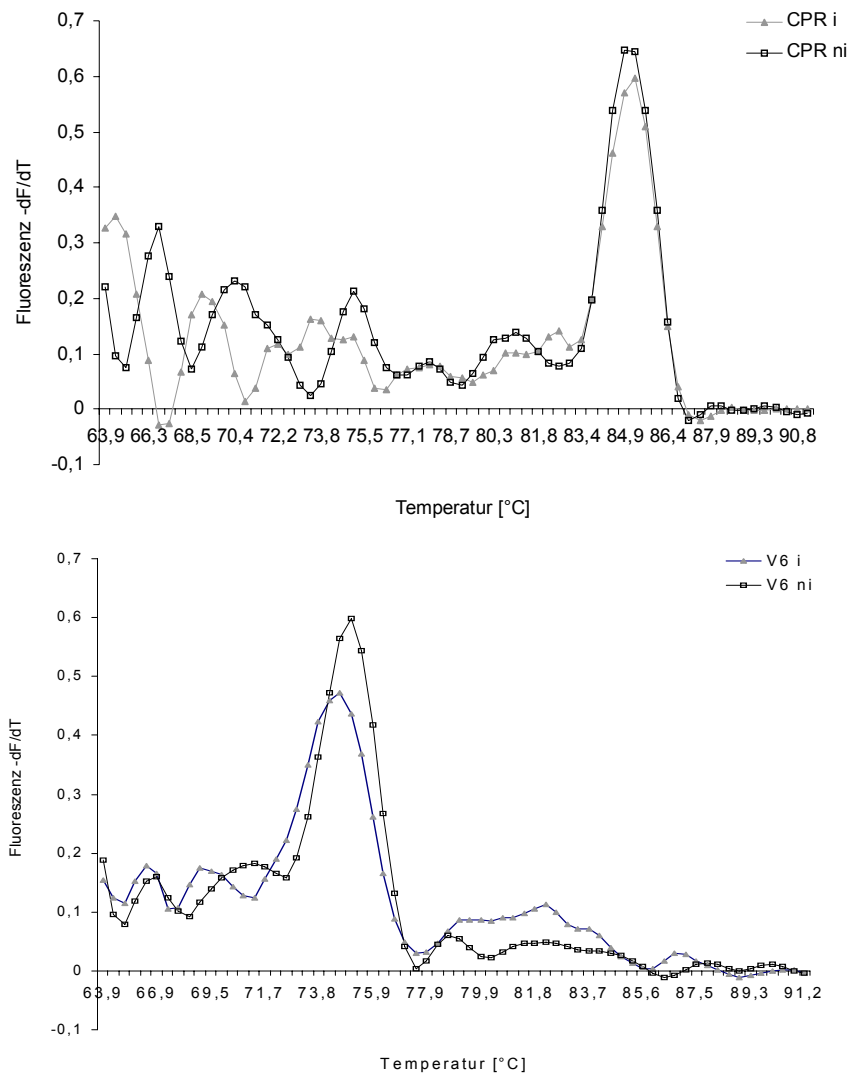 0,7
0,6
0,5
0,4
0,3
0,2
0,1
0
-0,1
Fluoreszenz -dF/dT
CPR i
CPR ni
63,9 66,3 68,5 70,4 72,2 73,8 75,5 77,1 78,7 80,3 81,8 83,4 84,9 86,4 87,9 89,3 90,8
Temperatur [°C]
0,7
0,6
0,5
0,4
0,3
0,2
0,1
0
-0,1
Fluoreszenz -dF/dT
V6 i
V6 ni
63,9 66,9 69,5 71,7 73,8 75,9 77,9 79,9 81,8 83,7 85,6 87,5 89,3 91,2
Temperatur [°C]